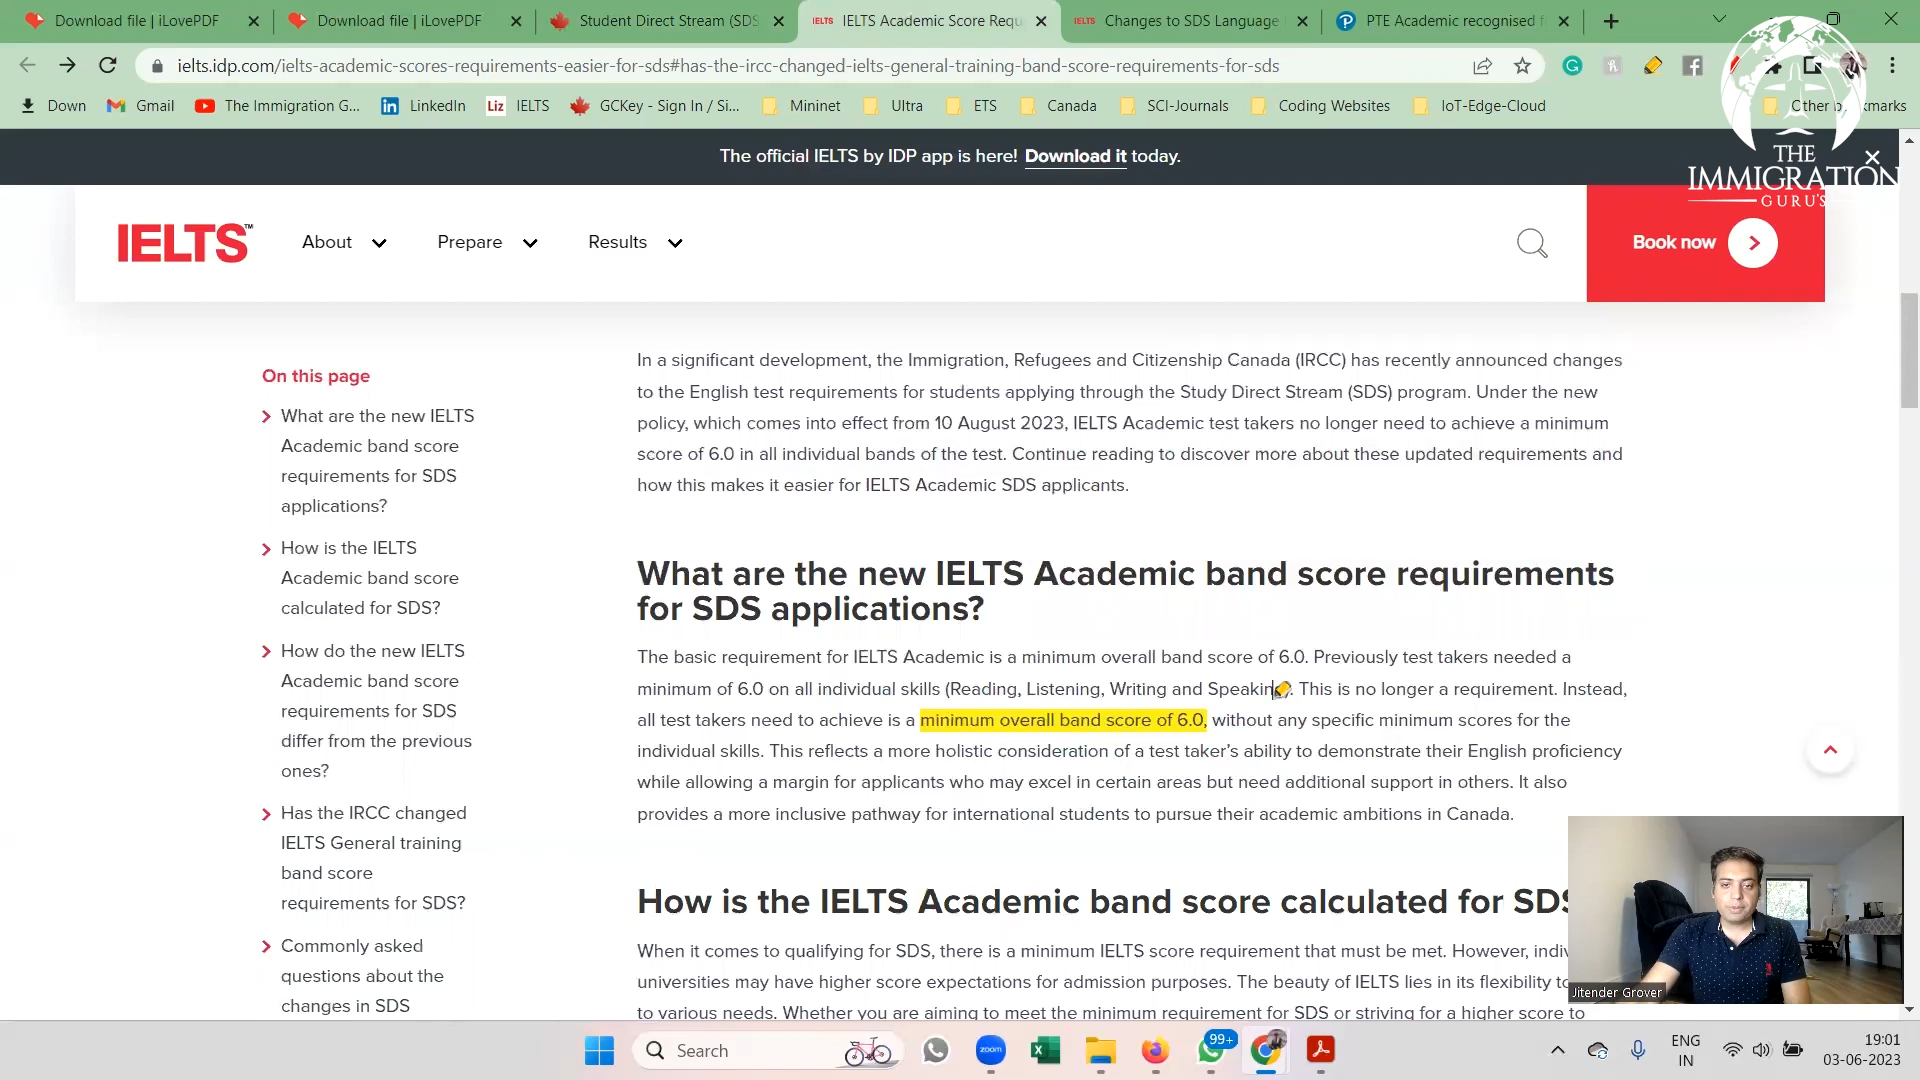 Download file | iLovePDF
Download file | iLovePDF
Student Direct Stream (SDS
IELTS Academic Score Requ
Changes to SDS Language
PTE Academic recognised f
ielts.idp.com/ielts-academic-scores-requirements-easier-for-sds#has-the-ircc-changed-ielts-general-training-band-score-requirements-for-sds
Down
Gmail
The Immigration G...
LinkedIn
Liz IELTS
GCKey - Sign In / Si...
Mininet
Ultra
ETS
Canada
SCI-Journals
Coding Websites
IoT-Edge-Cloud
THE
IMMIGRATION
GURU'S
The official IELTS by IDP app is here! Download it today.
IELTS™
About
Prepare
Results
Book now
On this page
What are the new IELTS
Academic band score
requirements for SDS
applications?
How is the IELTS
Academic band score
calculated for SDS?
How do the new IELTS
Academic band score
requirements for SDS
differ from the previous
ones?
Has the IRCC changed
IELTS General training
band score
requirements for SDS?
Commonly asked
questions about the
changes in SDS
In a significant development, the Immigration, Refugees and Citizenship Canada (IRCC) has recently announced changes
to the English test requirements for students applying through the Study Direct Stream (SDS) program. Under the new
policy, which comes into effect from 10 August 2023, IELTS Academic test takers no longer need to achieve a minimum
score of 6.0 in all individual bands of the test. Continue reading to discover more about these updated requirements and
how this makes it easier for IELTS Academic SDS applicants.
What are the new IELTS Academic band score requirements
for SDS applications?
The basic requirement for IELTS Academic is a minimum overall band score of 6.0. Previously test takers needed a
minimum of 6.0 on all individual skills (Reading, Listening, Writing and Speakin . This is no longer a requirement. Instead,
all test takers need to achieve is a minimum overall band score of 6.0, without any specific minimum scores for the
individual skills. This reflects a more holistic consideration of a test taker's ability to demonstrate their English proficiency
while allowing a margin for applicants who may excel in certain areas but need additional support in others. It also
provides a more inclusive pathway for international students to pursue their academic ambitions in Canada.
How is the IELTS Academic band score calculated for SDS
When it comes to qualifying for SDS, there is a minimum IELTS score requirement that must be met. However, indiv
universities may have higher score expectations for admission purposes. The beauty of IELTS lies in its flexibility to
to various needs. Whether you are aiming to meet the minimum requirement for SDS or striving for a higher score to
Jitender Grover
Search
zoom
99+
ENG
IN
19:01
03-06-2023